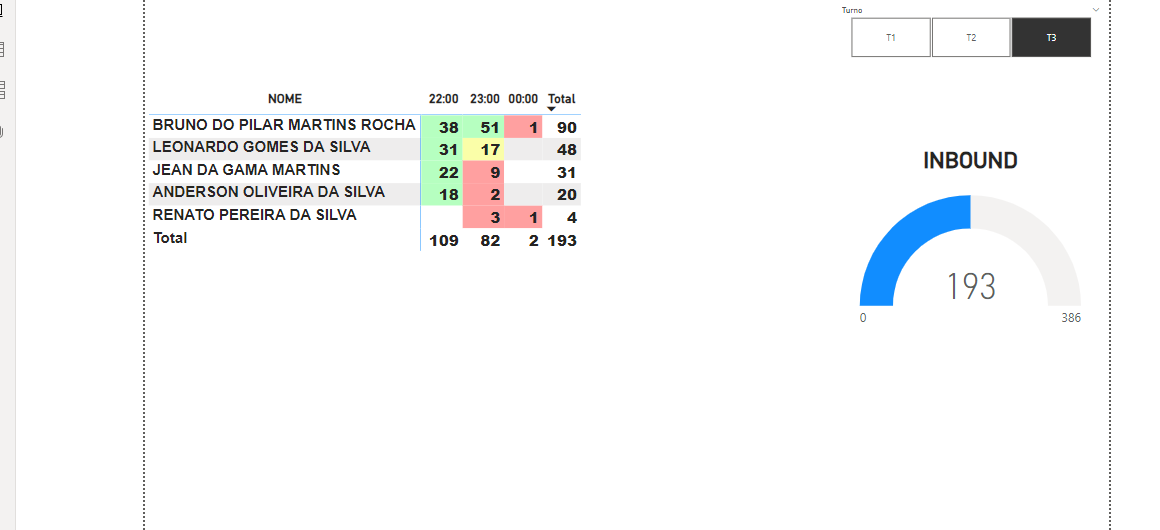 Turno
T1 T2 T3
NOME 22:00 23:00 00:00 Total
BRUNO DO PILAR MARTINS ROCHA 38 51 1 90
LEONARDO GOMES DA SILVA 31 17 48
JEAN DA GAMA MARTINS 22 9 31
ANDERSON OLIVEIRA DA SILVA 18 2 20
RENATO PEREIRA DA SILVA 3 1 4
Total 109 82 2 193
INBOUND
193
0 386